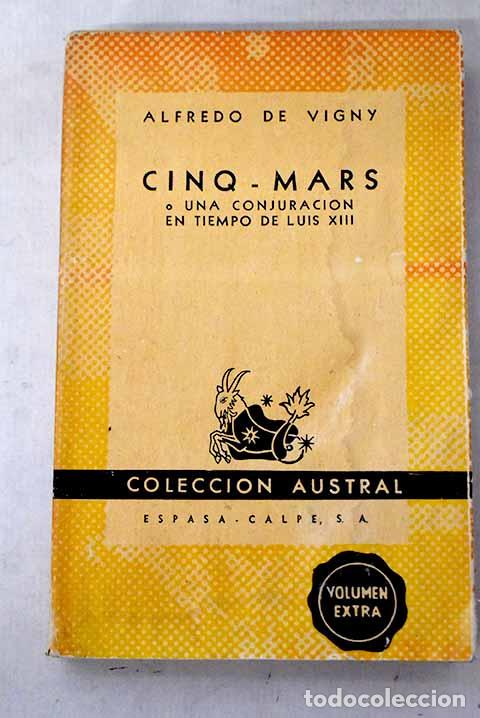 ALFREDO DE VIGNY
CINQ - MARS
o UNA CONJURACION
EN TIEMPO DE LUIS XIII
COLECCION AUSTRAL
ESPASA - CALPE, S. A.
VOLUMEN
EXTRA
todocoleccion